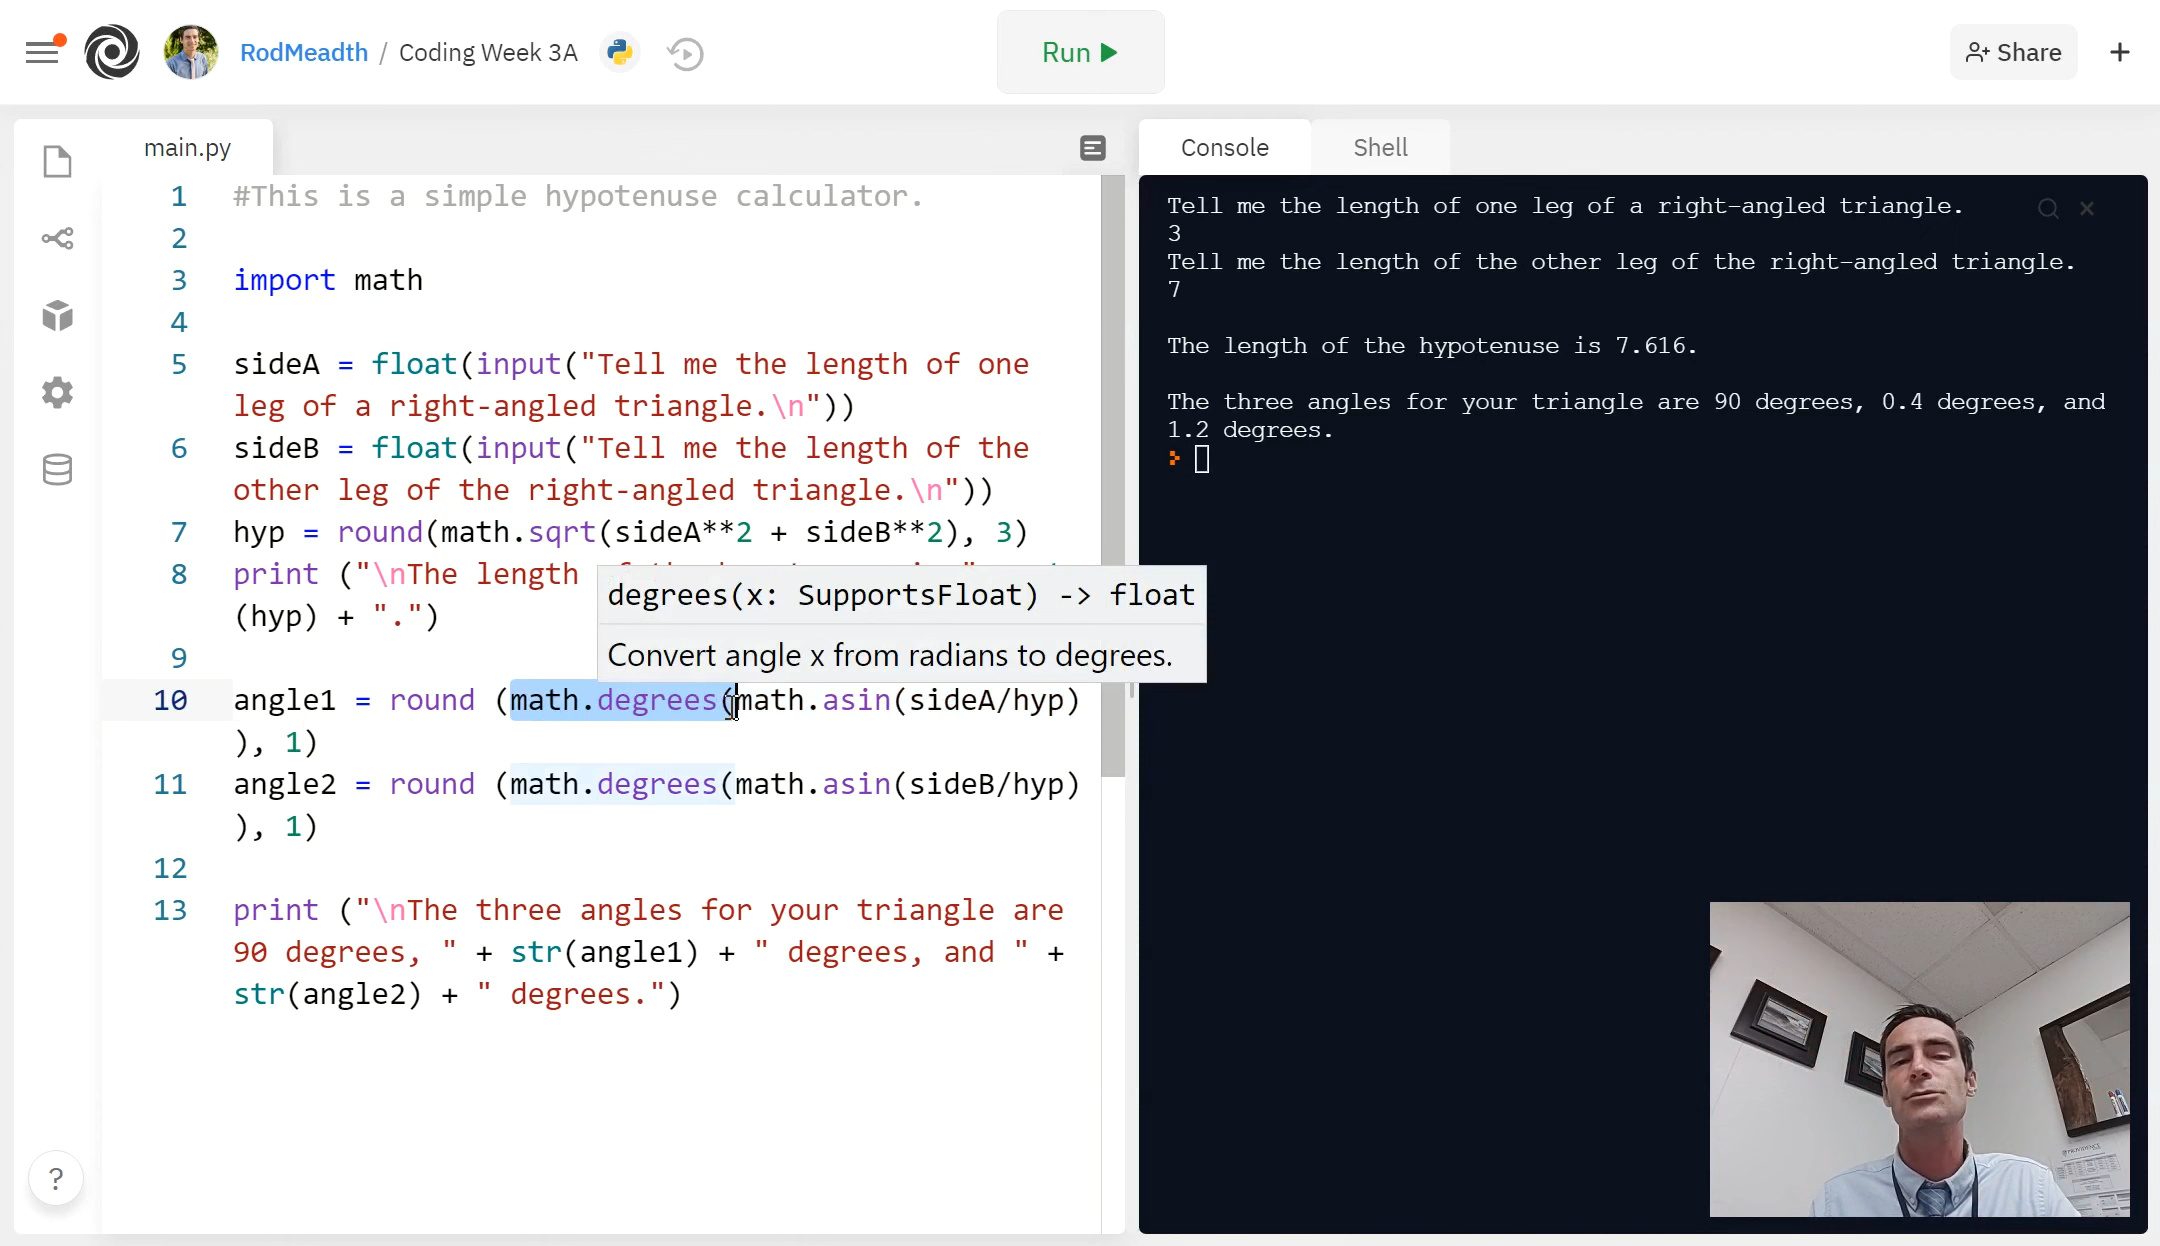 RodMeadth / Coding Week 3A
Run
Share
main.py
Console
Shell
1 #This is a simple hypotenuse calculator.
2
3 import math
4
5 sideA = float(input("Tell me the length of one
leg of a right-angled triangle.\n"))
6 sideB = float(input("Tell me the length of the
other leg of the right-angled triangle.\n"))
7 hyp = round(math.sqrt(sideA**2 + sideB**2), 3)
8 print ("\nThe length
(hyp) + ".")
degrees(x: SupportsFloat) -> float
Convert angle x from radians to degrees.
9
10 angle1 = round (math.degrees(math.asin(sideA/hyp)
), 1)
11 angle2 = round (math.degrees(math.asin(sideB/hyp)
), 1)
12
13 print ("\nThe three angles for your triangle are
90 degrees, " + str(angle1) + " degrees, and " +
str(angle2) + " degrees.")
?
Tell me the length of one leg of a right-angled triangle.
3
Tell me the length of the other leg of the right-angled triangle.
7
The length of the hypotenuse is 7.616.
The three angles for your triangle are 90 degrees, 0.4 degrees, and
1.2 degrees.
PROVIDENCE